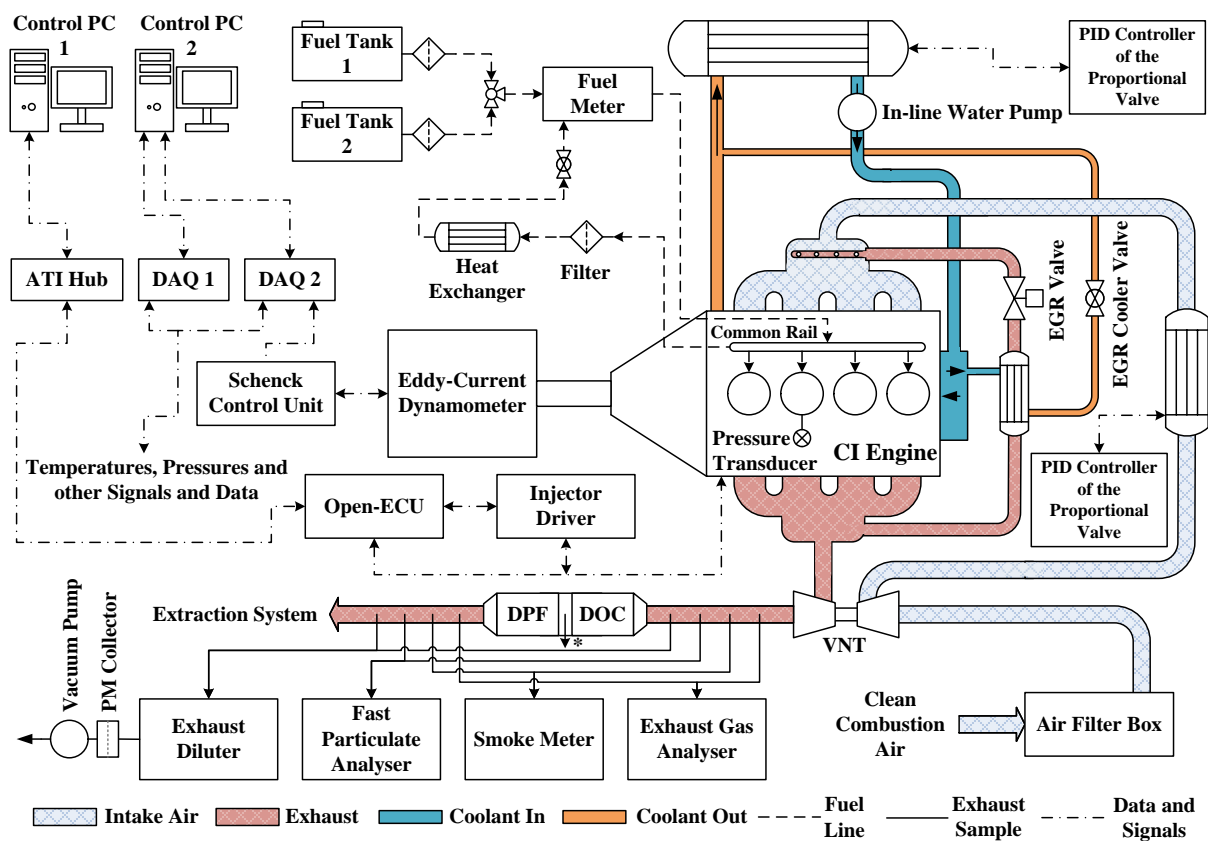 Control PC
1
Control PC
2
Fuel Tank
1
Fuel Tank
2
Fuel
Meter
PID Controller
of the
Proportional
Valve
In-line Water Pump
ATI Hub
DAQ 1
DAQ 2
Heat
Exchanger
Filter
EGR Valve
EGR Cooler Valve
Common Rail
Schenck
Control Unit
Eddy-Current
Dynamometer
Pressure
Transducer
CI Engine
Temperatures, Pressures and
other Signals and Data
Open-ECU
Injector
Driver
PID Controller
of the
Proportional
Valve
Extraction System
DPF
DOC
*
VNT
Vacuum Pump
PM Collector
Exhaust
Diluter
Fast
Particulate
Analyser
Smoke Meter
Exhaust Gas
Analyser
Clean
Combustion
Air
Air Filter Box
Intake Air
Exhaust
Coolant In
Coolant Out
Fuel
Line
Exhaust
Sample
Data and
Signals